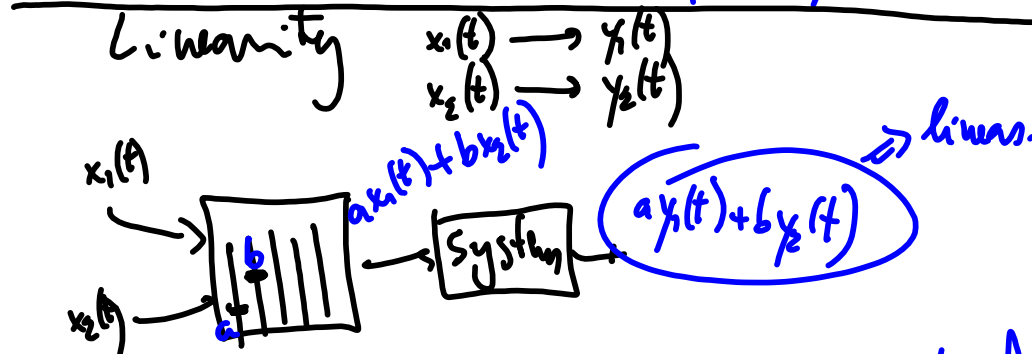 Linearity x₁(t) → y₁(t)
x₂(t) → y₂(t)
ax₁(t)+bx₂(t)
linear
x₁(t)
ay₁(t)+by₂(t)
b
System
x₂(t)
a